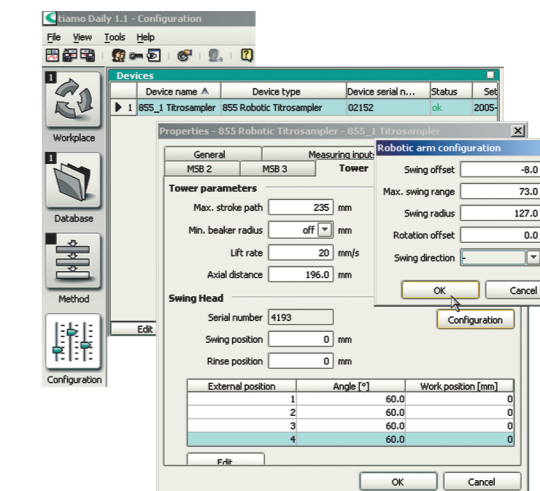 tiamo Daily 1.1 - Configuration
File View Tools Help
Devices
Device name Device type Device serial n... Status Set
1 855_1 Titrosampler 855 Robotic Titrosampler 02152 ok 2005-
1
Workplace
1
Database
Method
Configuration
Edit
Properties - 855 Robotic Titrosampler - 855_1 Titrosampler
General Measuring input
MSB 2 MSB 3 Tower
Tower parameters
Max. stroke path 235 mm
Min. beaker radius off mm
Lift rate 20 mm/s
Axial distance 196.0 mm
Swing Head
Serial number 4193
Configuration
Swing position 0 mm
Rinse position 0 mm
External position Angle [°] Work position [mm]
1 60.0 0
2 60.0 0
3 60.0 0
4 60.0 0
Edit
OK Cancel
Robotic arm configuration
Swing offset -8.0
Max. swing range 73.0
Swing radius 127.0
Rotation offset 0.0
Swing direction -
OK Cancel